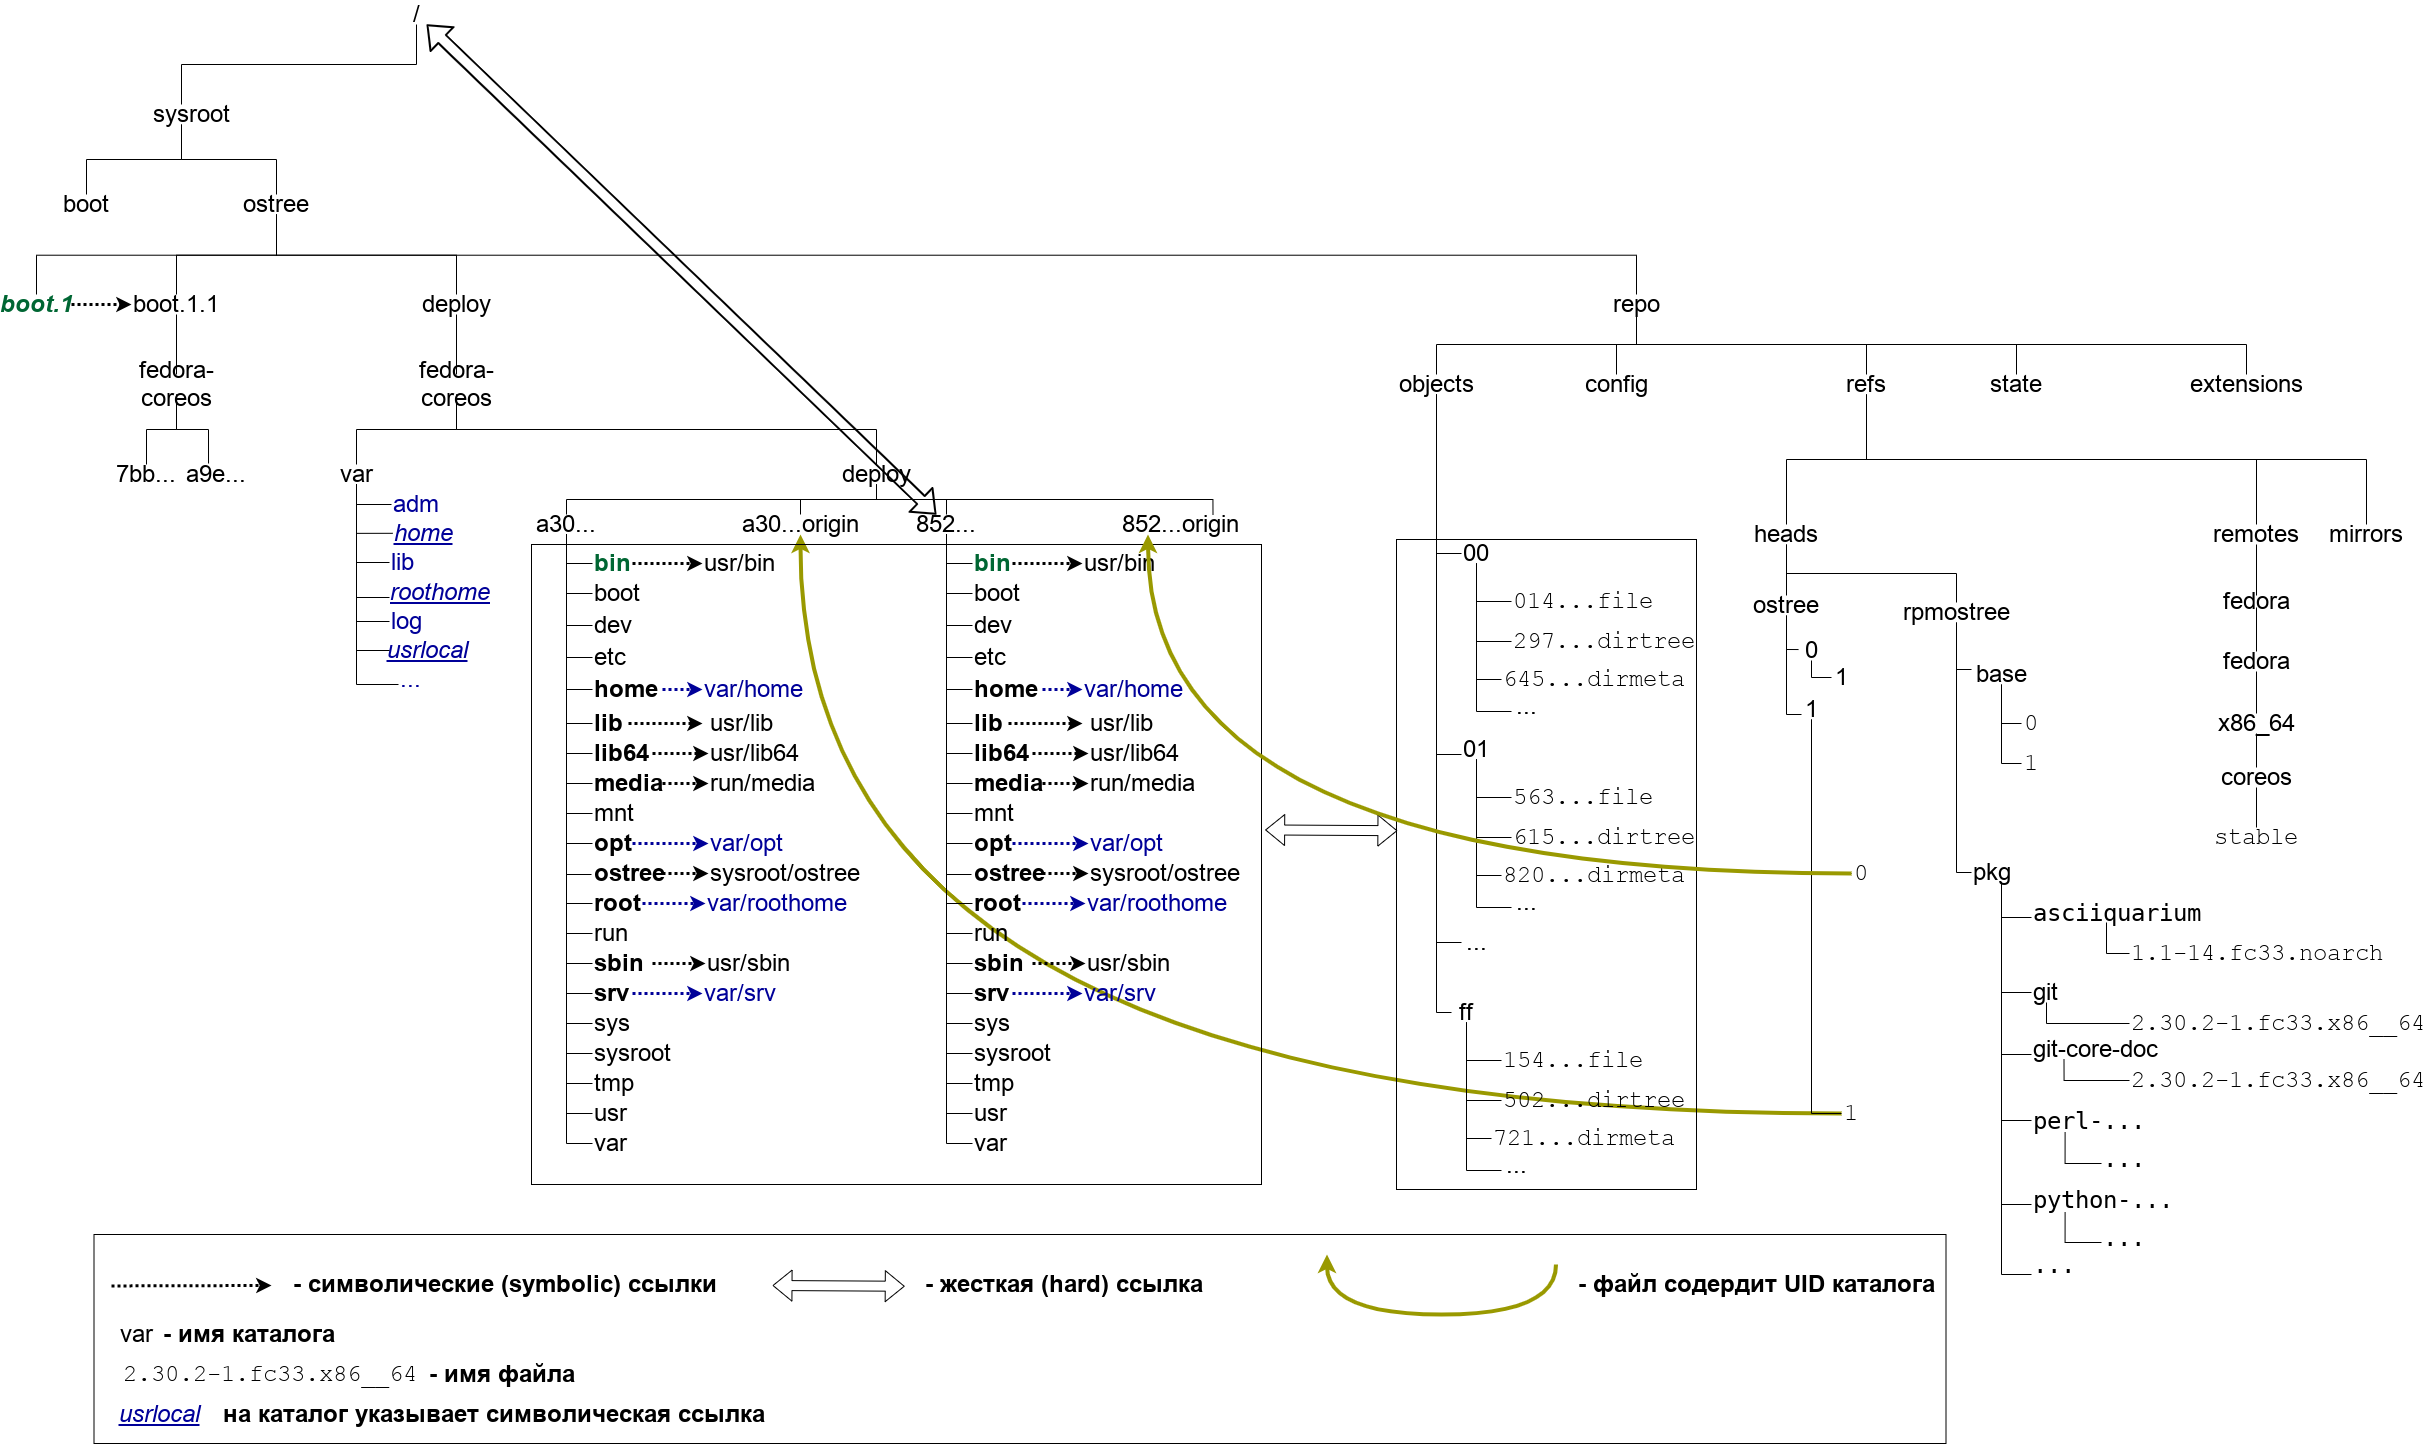 /
sysroot
boot ostree
boot.1 boot.1.1 deploy repo
fedora-
coreos
fedora-
coreos
objects config refs state extensions
7bb... a9e... var deploy
adm
home
lib
roothome
log
usrlocal
...
a30... a30...origin 852... 852...origin
bin usr/bin
boot
dev
etc
home var/home
lib usr/lib
lib64 usr/lib64
media run/media
mnt
opt var/opt
ostree sysroot/ostree
root var/roothome
run
sbin usr/sbin
srv var/srv
sys
sysroot
tmp
usr
var
bin usr/bin
boot
dev
etc
home var/home
lib usr/lib
lib64 usr/lib64
media run/media
mnt
opt var/opt
ostree sysroot/ostree
root var/roothome
run
sbin usr/sbin
srv var/srv
sys
sysroot
tmp
usr
var
00
014...file
297...dirtree
645...dirmeta
...
01
563...file
615...dirtree
820...dirmeta
...
...
ff
154...file
502...dirtree
721...dirmeta
...
heads remotes mirrors
ostree
0
1
1
0
1
rpmostree
base
0
1
pkg
asciiquarium
1.1-14.fc33.noarch
git
2.30.2-1.fc33.x86__64
git-core-doc
2.30.2-1.fc33.x86__64
perl-...
...
python-...
...
...
fedora
fedora
x86_64
coreos
stable
- символические (symbolic) ссылки - жесткая (hard) ссылка - файл содердит UID каталога
var - имя каталога
2.30.2-1.fc33.x86__64 - имя файла
usrlocal на каталог указывает символическая ссылка